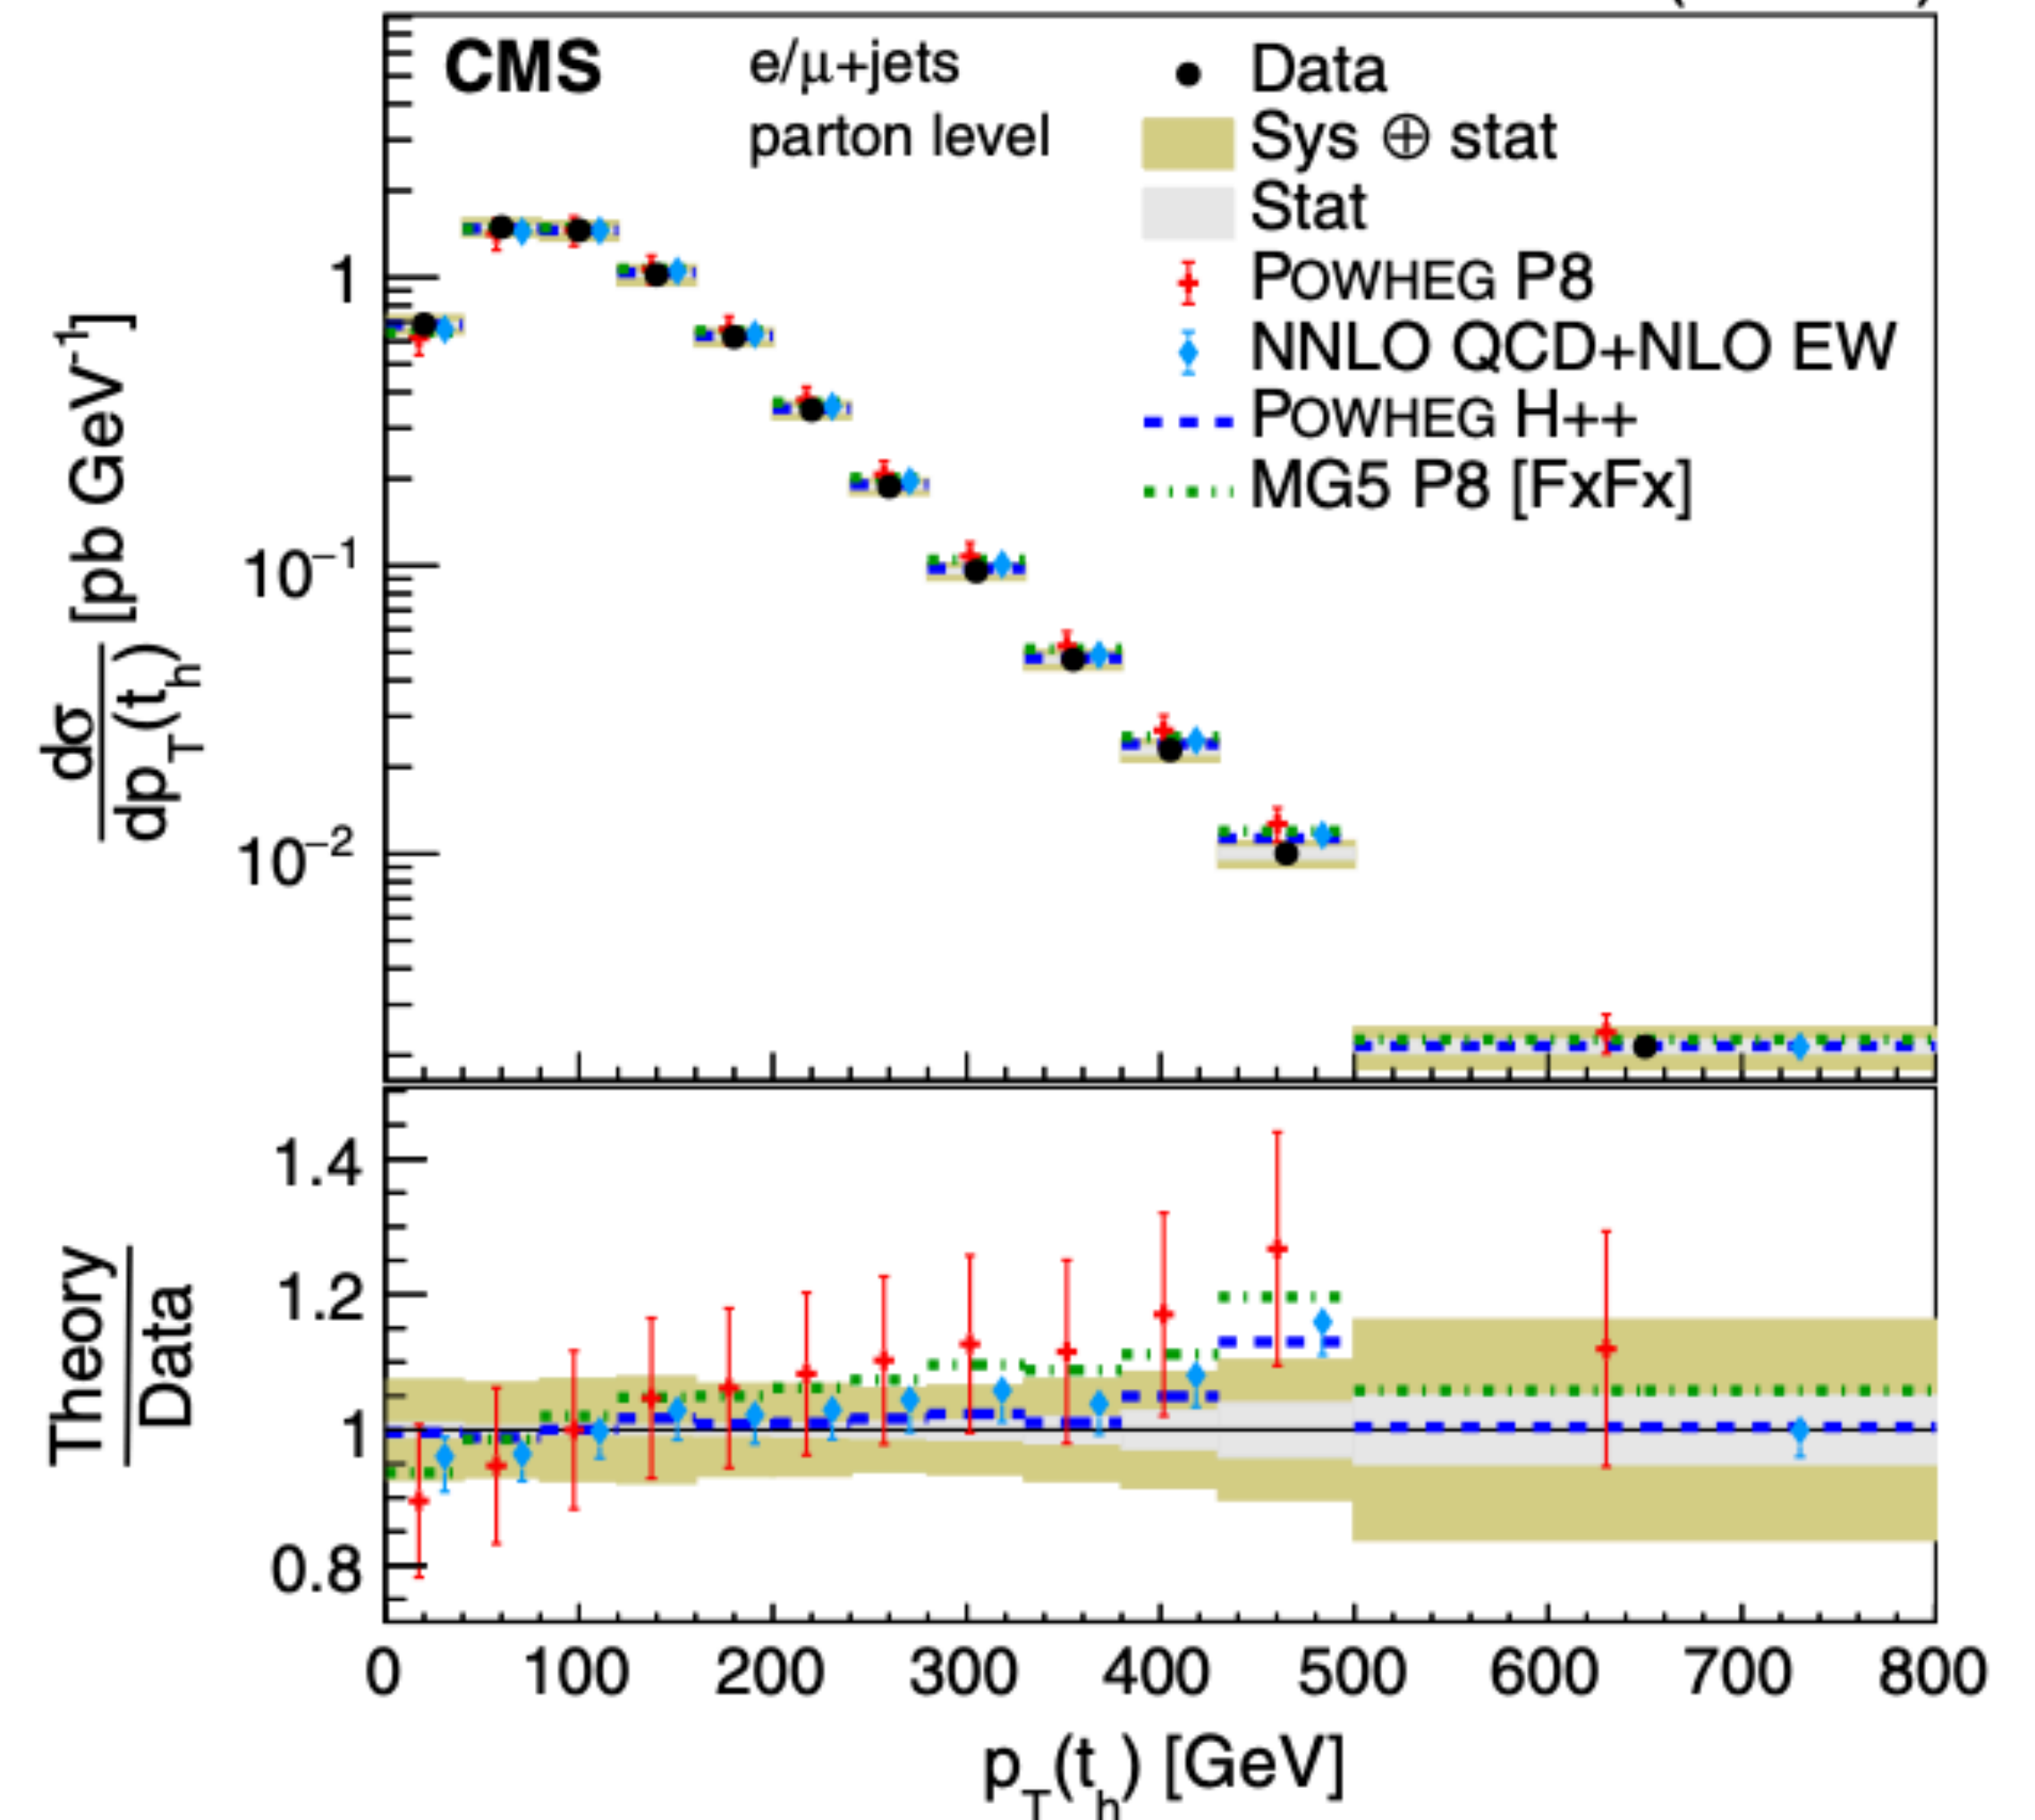 CMS
e/μ+jets
parton level
Data
Sys ⊕ stat
Stat
POWHEG P8
NNLO QCD+NLO EW
POWHEG H++
MG5 P8 [FxFx]
dσ
dp_T(t_h)
[pb GeV⁻¹]
1
10⁻¹
10⁻²
Theory
Data
1.4
1.2
1
0.8
0 100 200 300 400 500 600 700 800
p_T(t_h) [GeV]